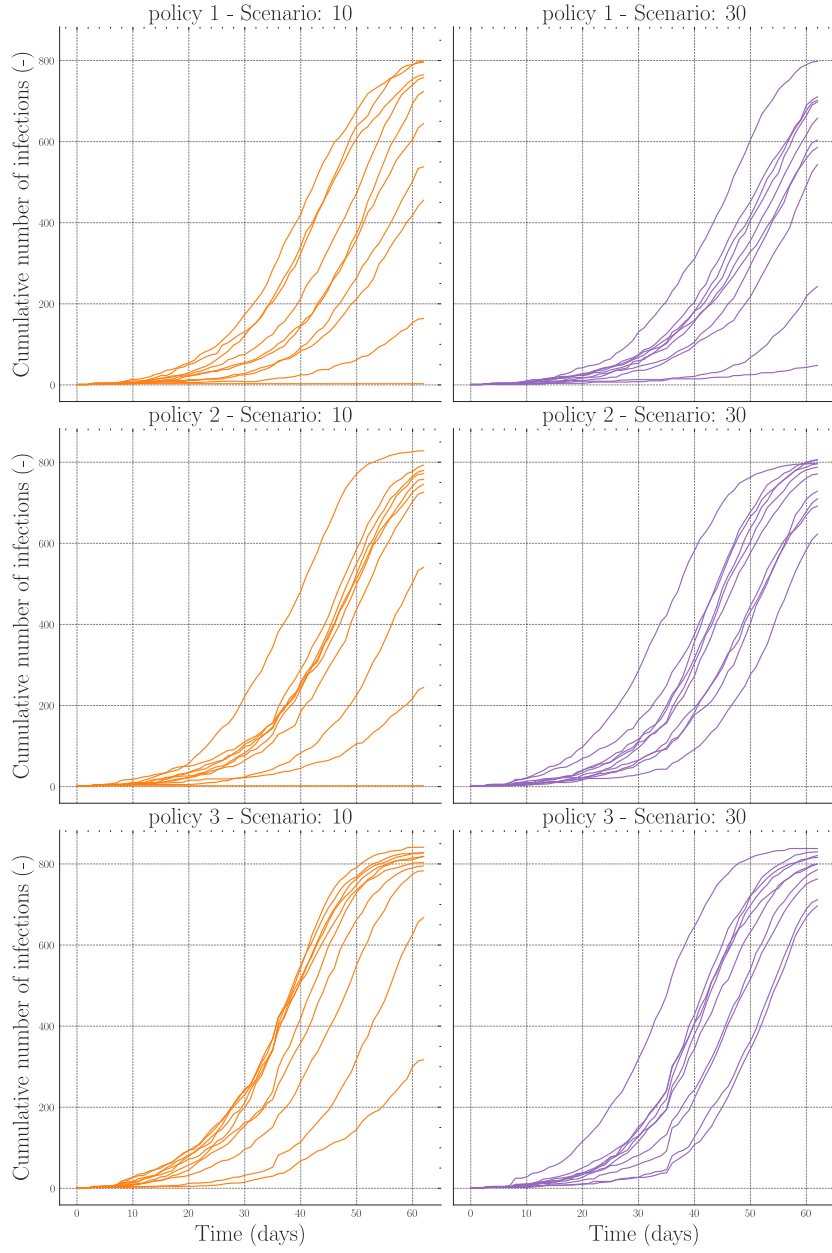 policy 1 - Scenario: 10
policy 1 - Scenario: 30
Cumulative number of infections (-)
800
600
400
200
0
policy 2 - Scenario: 10
policy 2 - Scenario: 30
Cumulative number of infections (-)
800
600
400
200
0
policy 3 - Scenario: 10
policy 3 - Scenario: 30
Cumulative number of infections (-)
800
600
400
200
0
0 10 20 30 40 50 60
0 10 20 30 40 50 60
Time (days)
Time (days)